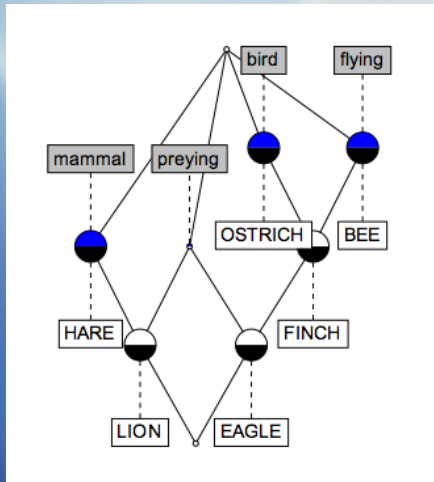 bird
flying
mammal
preying
OSTRICH
BEE
HARE
FINCH
LION
EAGLE